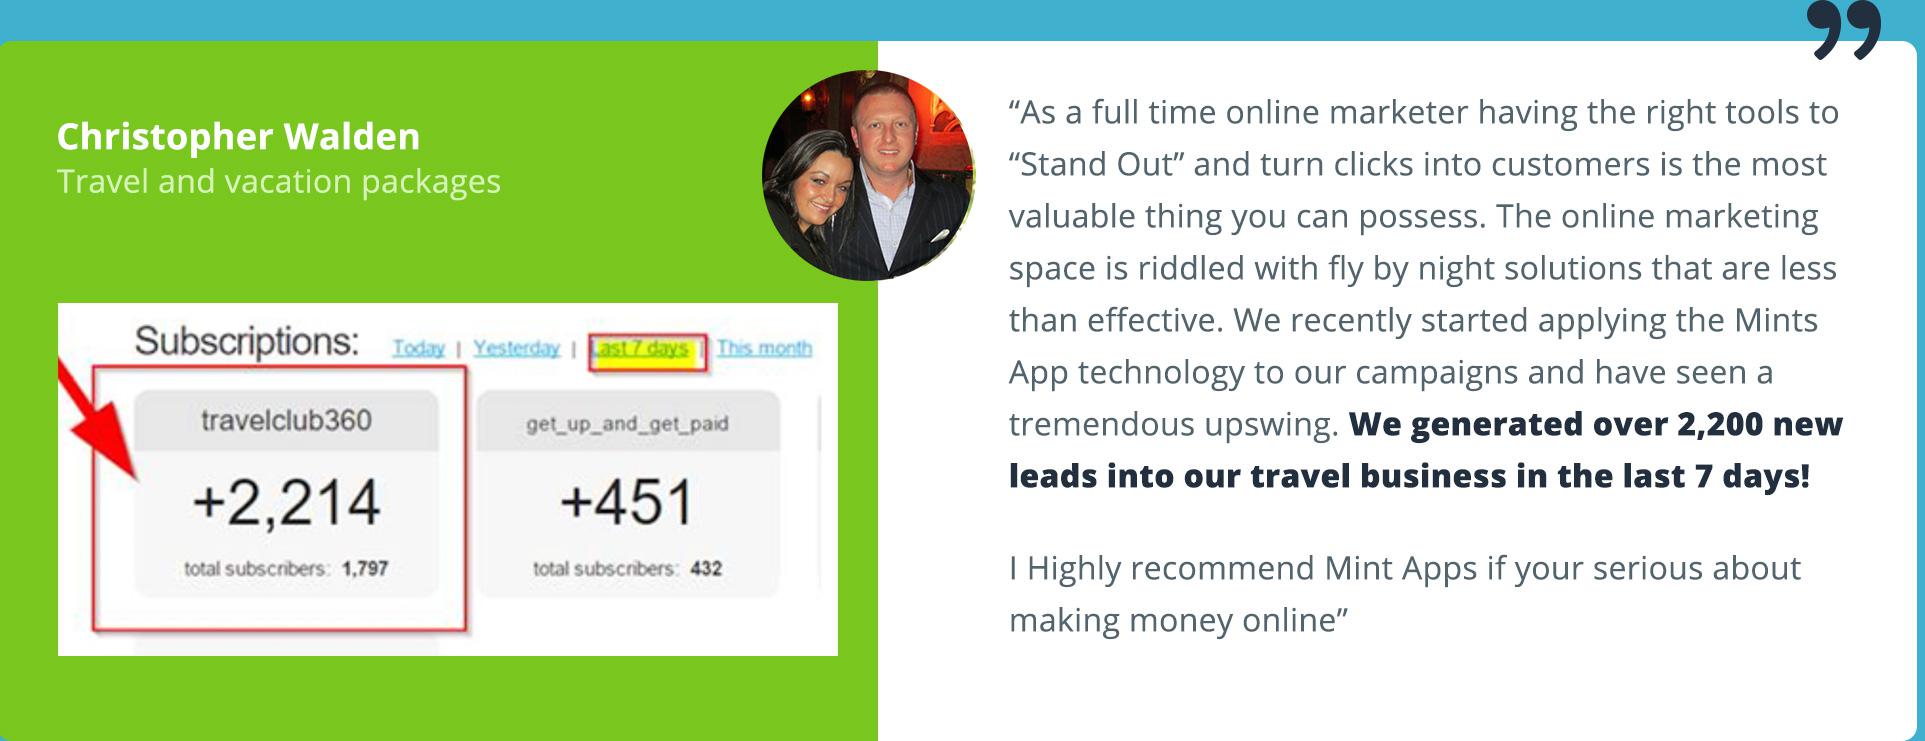 ”
Christopher Walden
Travel and vacation packages
Subscriptions:
Today | Yesterday | Last 7 days | This month
travelclub360
+2,214
total subscribers: 1,797
get_up_and_get_paid
+451
total subscribers: 432
“As a full time online marketer having the right tools to
“Stand Out” and turn clicks into customers is the most
valuable thing you can possess. The online marketing
space is riddled with fly by night solutions that are less
than effective. We recently started applying the Mints
App technology to our campaigns and have seen a
tremendous upswing. We generated over 2,200 new
leads into our travel business in the last 7 days!
I Highly recommend Mint Apps if your serious about
making money online”